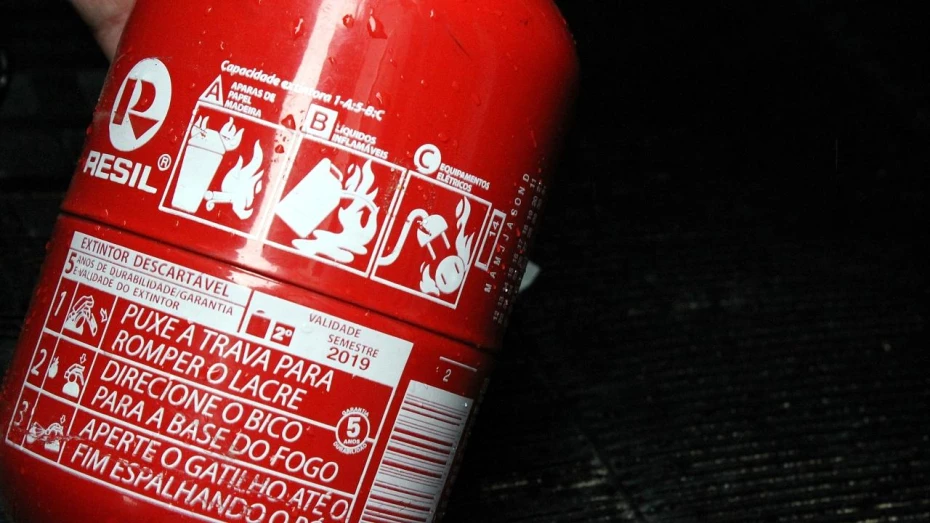 Capacidade extintora 1-A:5-B:C
A
APARAS DE
PAPEL
MADEIRA
B
LÍQUIDOS
INFLAMÁVEIS
C
EQUIPAMENTOS
ELÉTRICOS
R
RESIL®
14
M A M J J A S O N D
EXTINTOR DESCARTÁVEL
5 ANOS DE DURABILIDADE/GARANTIA
E VALIDADE DO EXTINTOR
2º
VALIDADE
SEMESTRE
2019
1
PUXE A TRAVA PARA
ROMPER O LACRE
2
DIRECIONE O BICO
PARA A BASE DO FOGO
3
APERTE O GATILHO ATÉ O
FIM ESPALHANDO O
GARANTIA
5
ANOS
DURABILIDADE
2